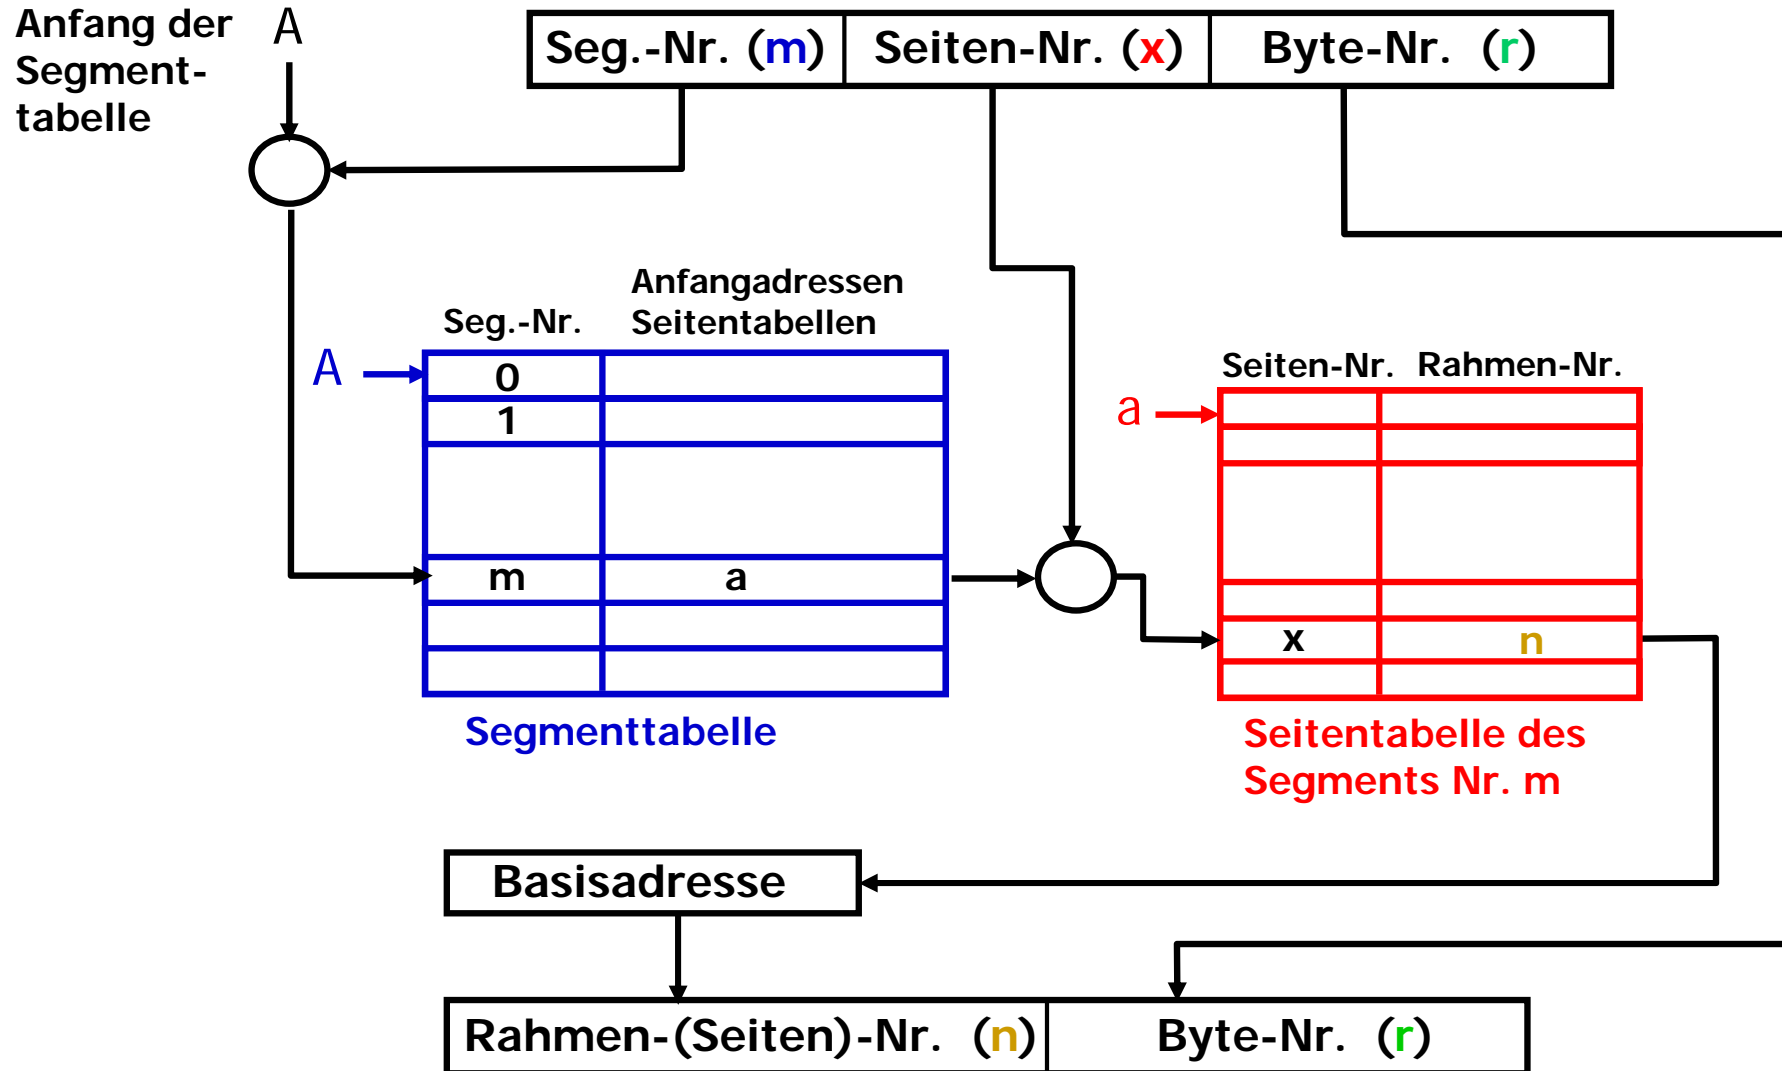 Anfang der
Segment-
tabelle
A
Seg.-Nr. (m)
Seiten-Nr. (x)
Byte-Nr. (r)
Seg.-Nr.
Anfangadressen
Seitentabellen
A
0
1
m
a
Segmenttabelle
Seiten-Nr.
Rahmen-Nr.
a
x
n
Seitentabelle des
Segments Nr. m
Basisadresse
Rahmen-(Seiten)-Nr. (n)
Byte-Nr. (r)